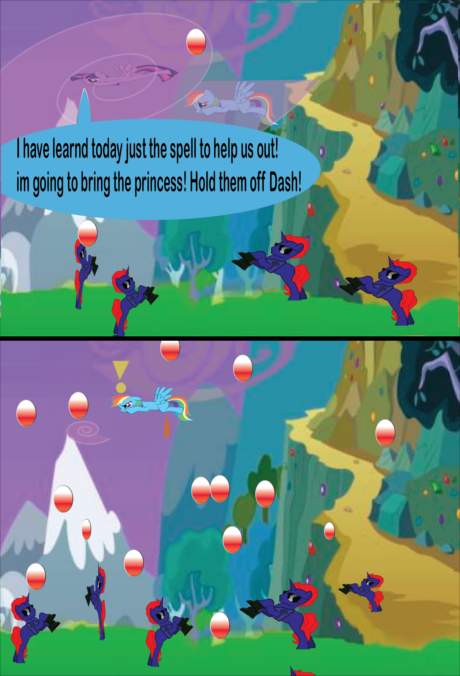 I have learnd today just the spell to help us out!
im going to bring the princess! Hold them off Dash!
!